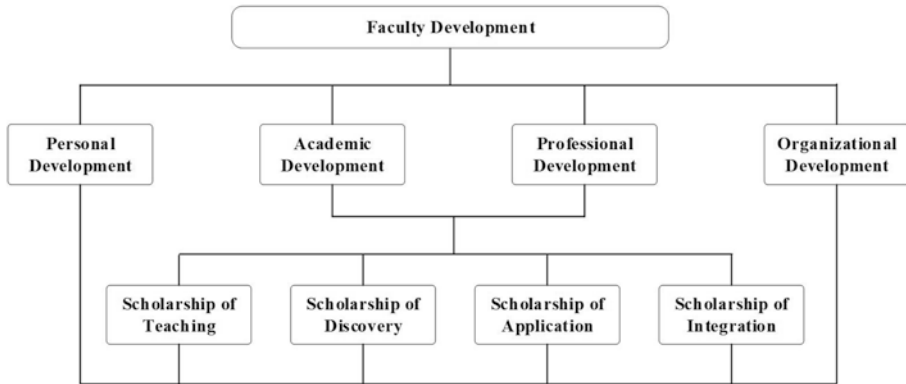 Faculty Development
Personal
Development
Academic
Development
Professional
Development
Organizational
Development
Scholarship of
Teaching
Scholarship of
Discovery
Scholarship of
Application
Scholarship of
Integration